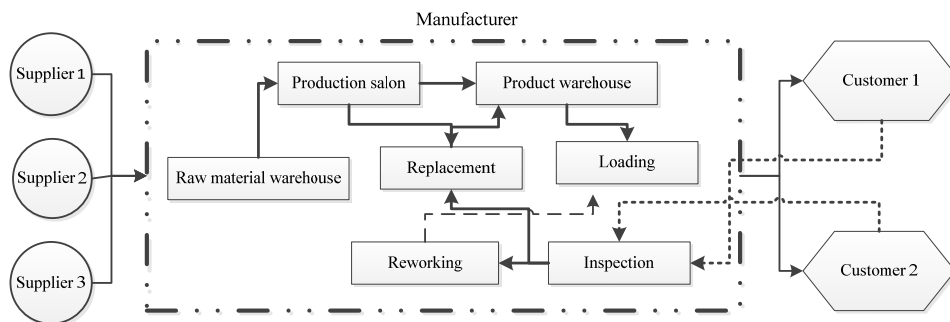 Manufacturer
Supplier 1
Production salon
Product warehouse
Customer 1
Supplier 2
Raw material warehouse
Replacement
Loading
Supplier 3
Reworking
Inspection
Customer 2